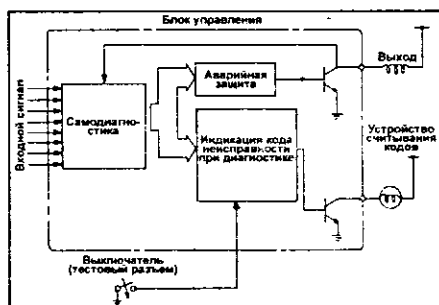 Блок управления
Выход
Аварийная
защита
Самодиагно-
стика
Входной сигнал
Индикация кода
неисправности
при диагностике
Устройство
считывания
кодов
Выключатель
(тестовый разъем)